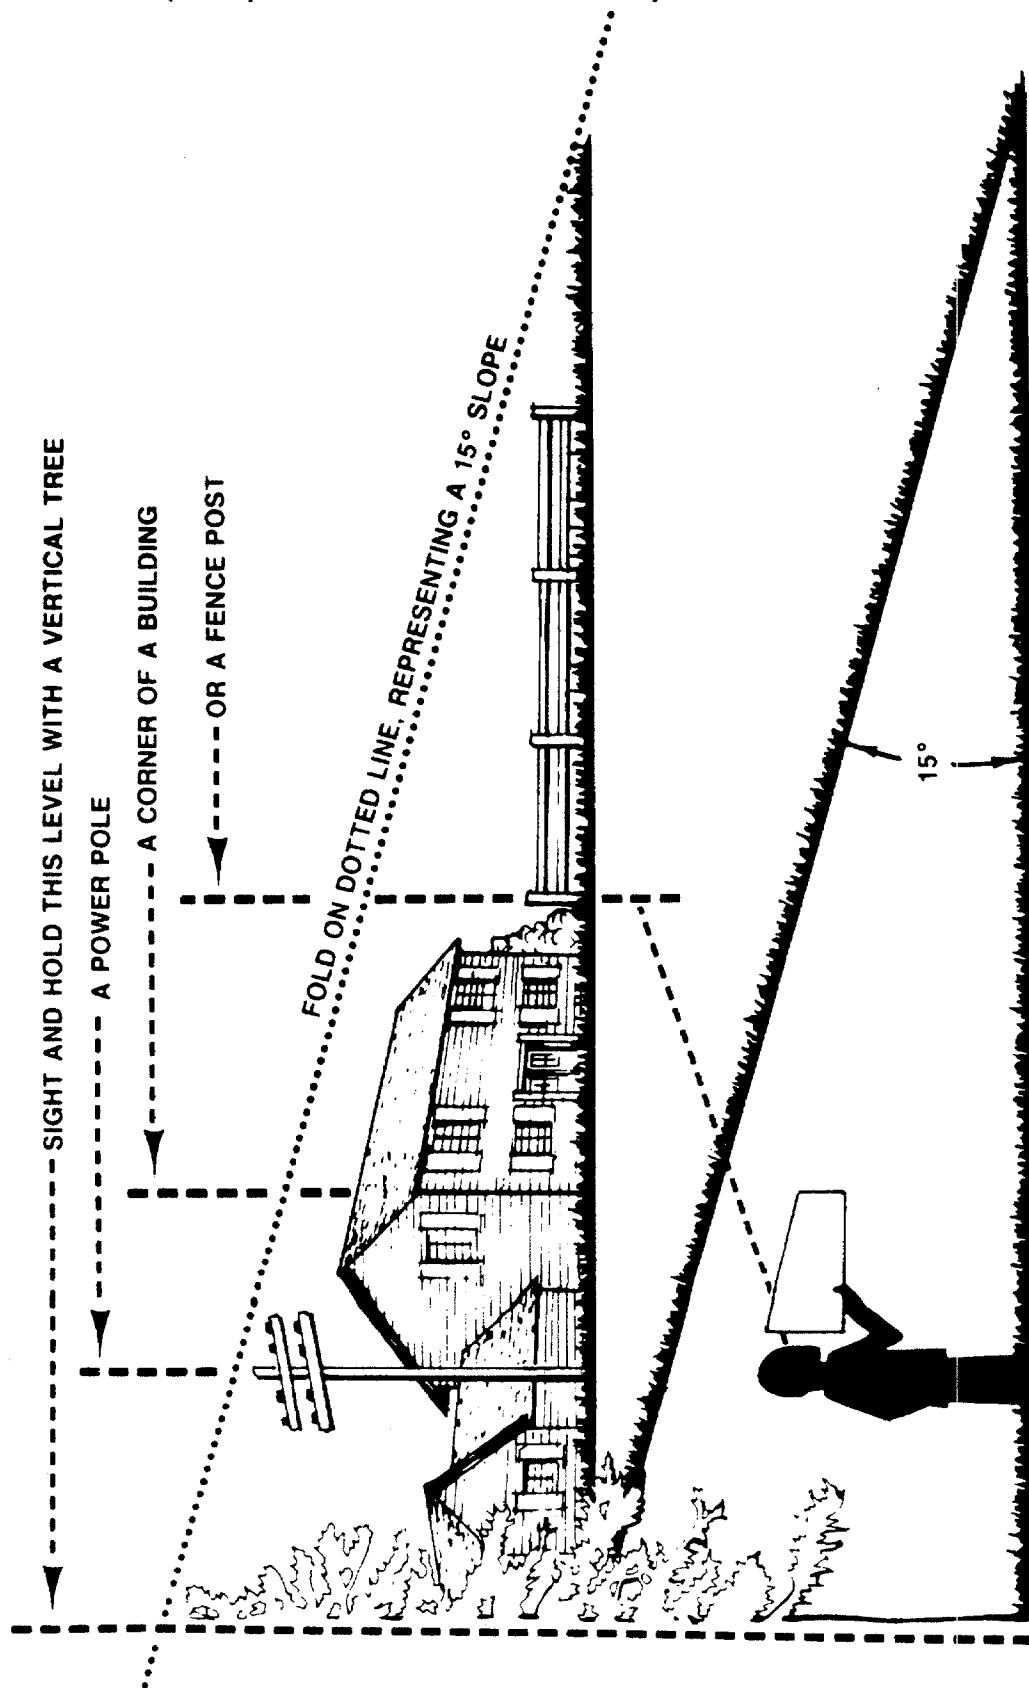 SIGHT AND HOLD THIS LEVEL WITH A VERTICAL TREE
A POWER POLE
A CORNER OF A BUILDING
OR A FENCE POST
FOLD ON DOTTED LINE, REPRESENTING A 15° SLOPE
15°